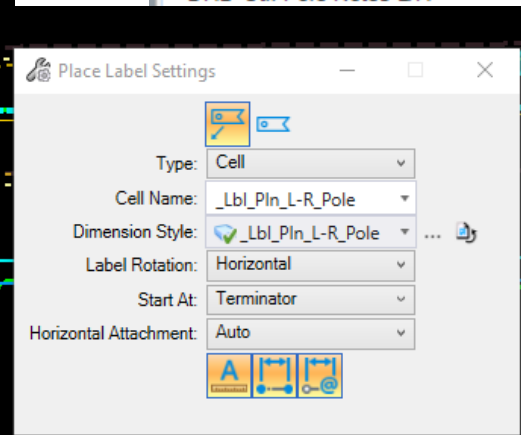 Place Label Settings
Type: Cell
Cell Name: _Lbl_Pln_L-R_Pole
Dimension Style: _Lbl_Pln_L-R_Pole ...
Label Rotation: Horizontal
Start At: Terminator
Horizontal Attachment: Auto
A
@